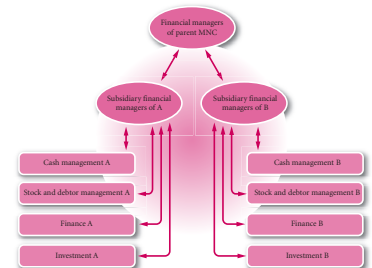 Financial managers
of parent MNC
Subsidiary financial
managers of A
Subsidiary financial
managers of B
Cash management A
Cash management B
Stock and debtor management A
Stock and debtor management B
Finance A
Finance B
Investment A
Investment B